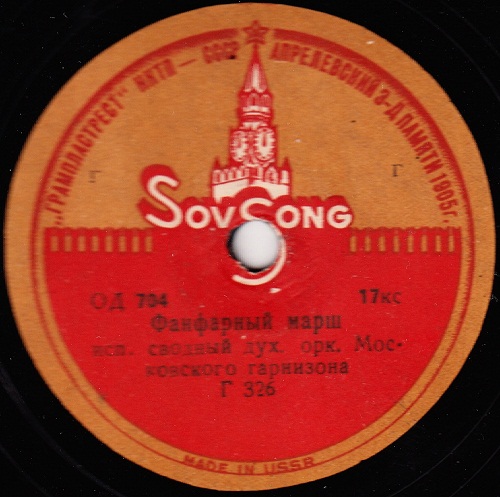 „ГРАМПЛАСТРЕСТ" НКТП — СССР АПРЕЛЕВСКИЙ З-Д ПАМЯТИ 1905 г.
Г Г
SOVSONG
ОД 704 17кс
Фанфарный марш
исп. сводный дух. орк. Мос-
ковского гарнизона
Г 326
MADE IN USSR